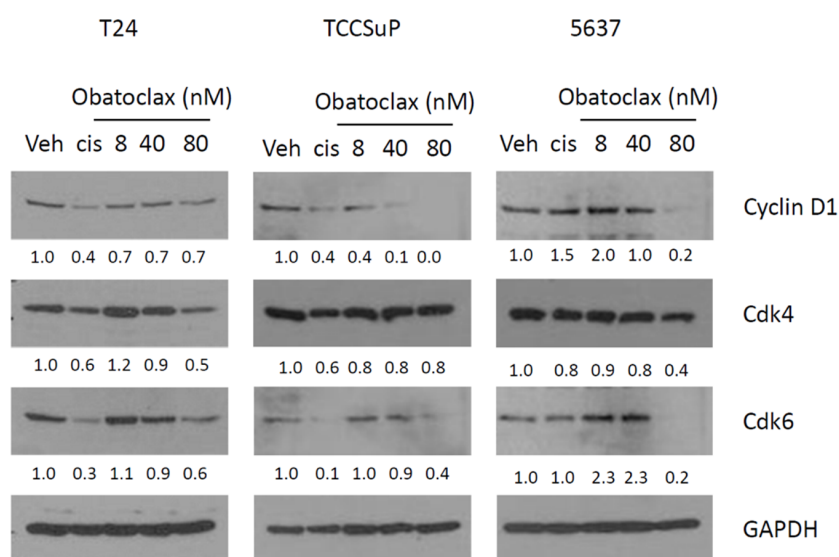 T24 TCCSuP 5637
Obatoclax (nM) Obatoclax (nM) Obatoclax (nM)
Veh cis 8 40 80 Veh cis 8 40 80 Veh cis 8 40 80
Cyclin D1
1.0 0.4 0.7 0.7 0.7 1.0 0.4 0.4 0.1 0.0 1.0 1.5 2.0 1.0 0.2
Cdk4
1.0 0.6 1.2 0.9 0.5 1.0 0.6 0.8 0.8 0.8 1.0 0.8 0.9 0.8 0.4
Cdk6
1.0 0.3 1.1 0.9 0.6 1.0 0.1 1.0 0.9 0.4 1.0 1.0 2.3 2.3 0.2
GAPDH